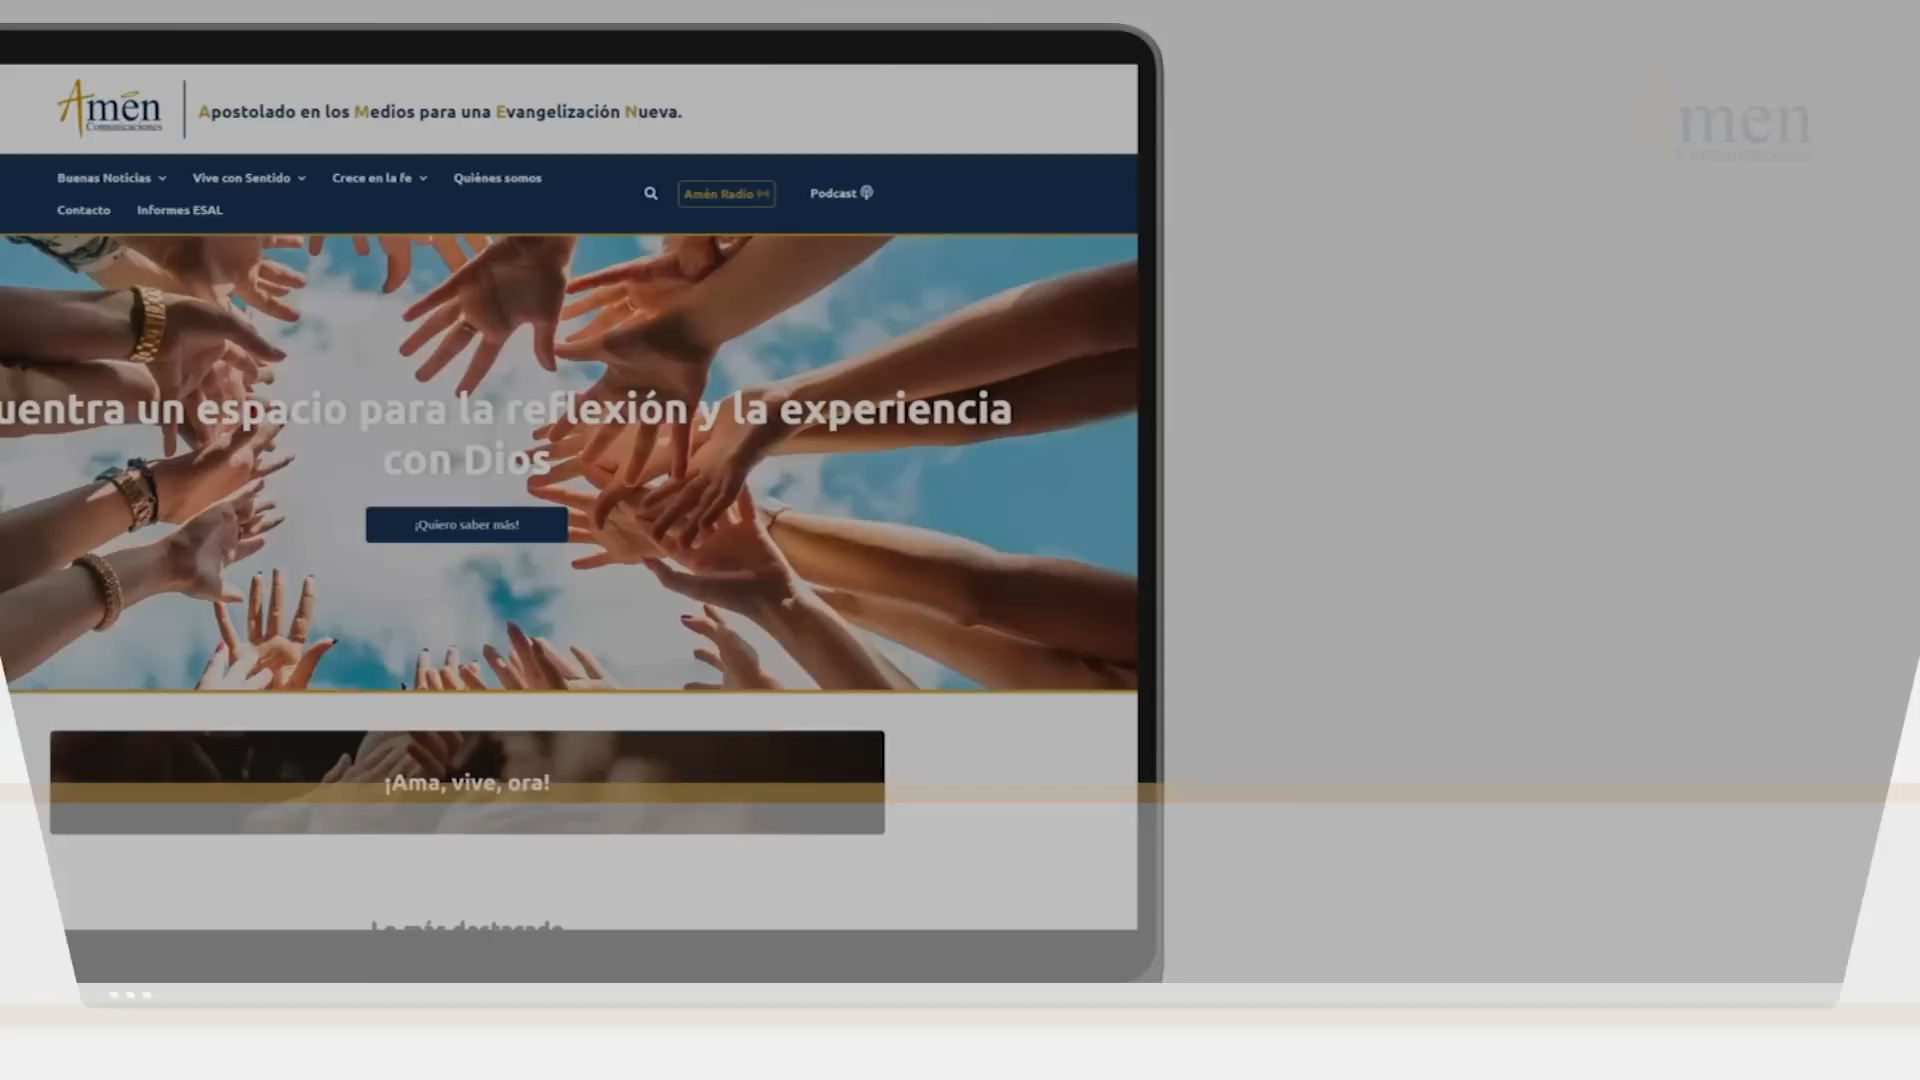 Amén
Comunicaciones
Apostolado en los Medios para una Evangelización Nueva.
Buenas Noticias
Vive con Sentido
Crece en la fe
Quiénes somos
Contacto
Informes ESAL
Amén Radio
Podcast
uentra un espacio para la reflexión y la experiencia
con Dios
¡Quiero saber más!
¡Ama, vive, ora!
Lo más destacado
men
Comunicaciones